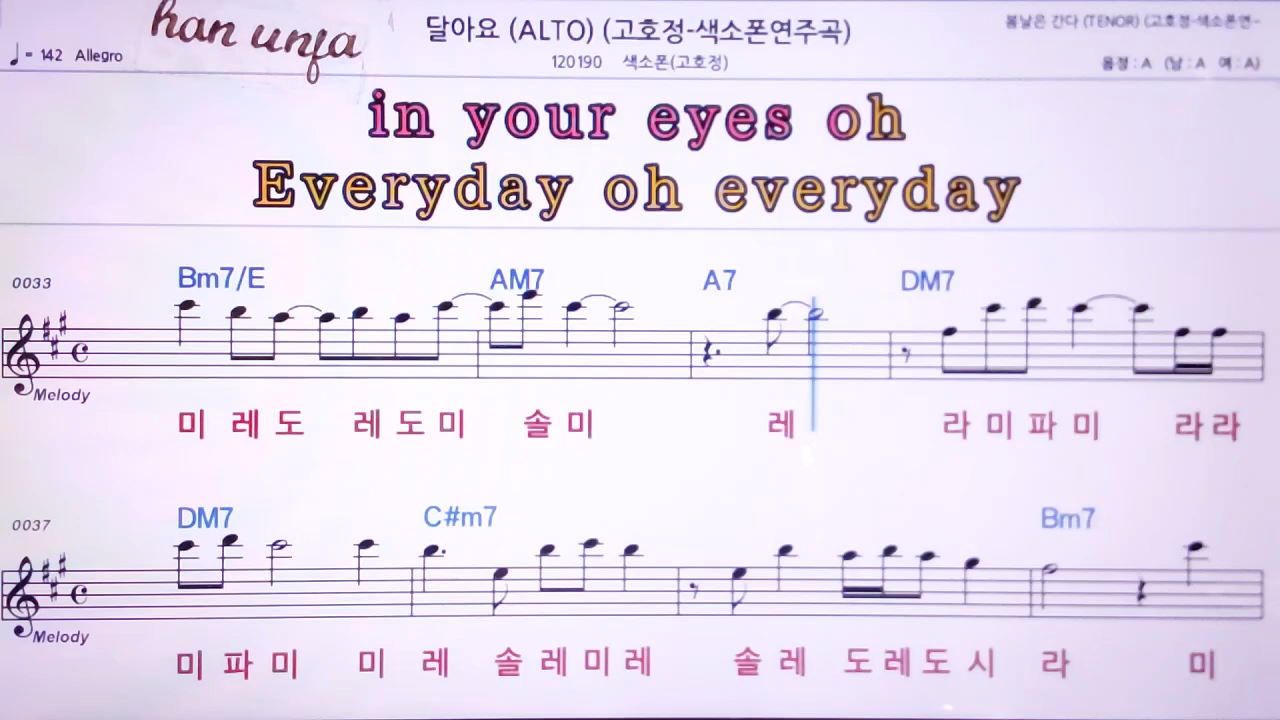 han unfa
달아요 (ALTO) (고호정-색소폰연주곡)
봄날은 간다 (TENOR) (고호정-색소폰연~
♩= 142 Allegro
120190 색소폰(고호정)
음정 : A (남 : A 여 : A)
in your eyes oh
Everyday oh everyday
0033 Bm7/E AM7 A7 DM7
Melody
미 레 도 레 도 미 솔 미 레 라 미 파 미 라 라
0037 DM7 C#m7 Bm7
Melody
미 파 미 미 레 솔 레 미 레 솔 레 도 레 도 시 라 미